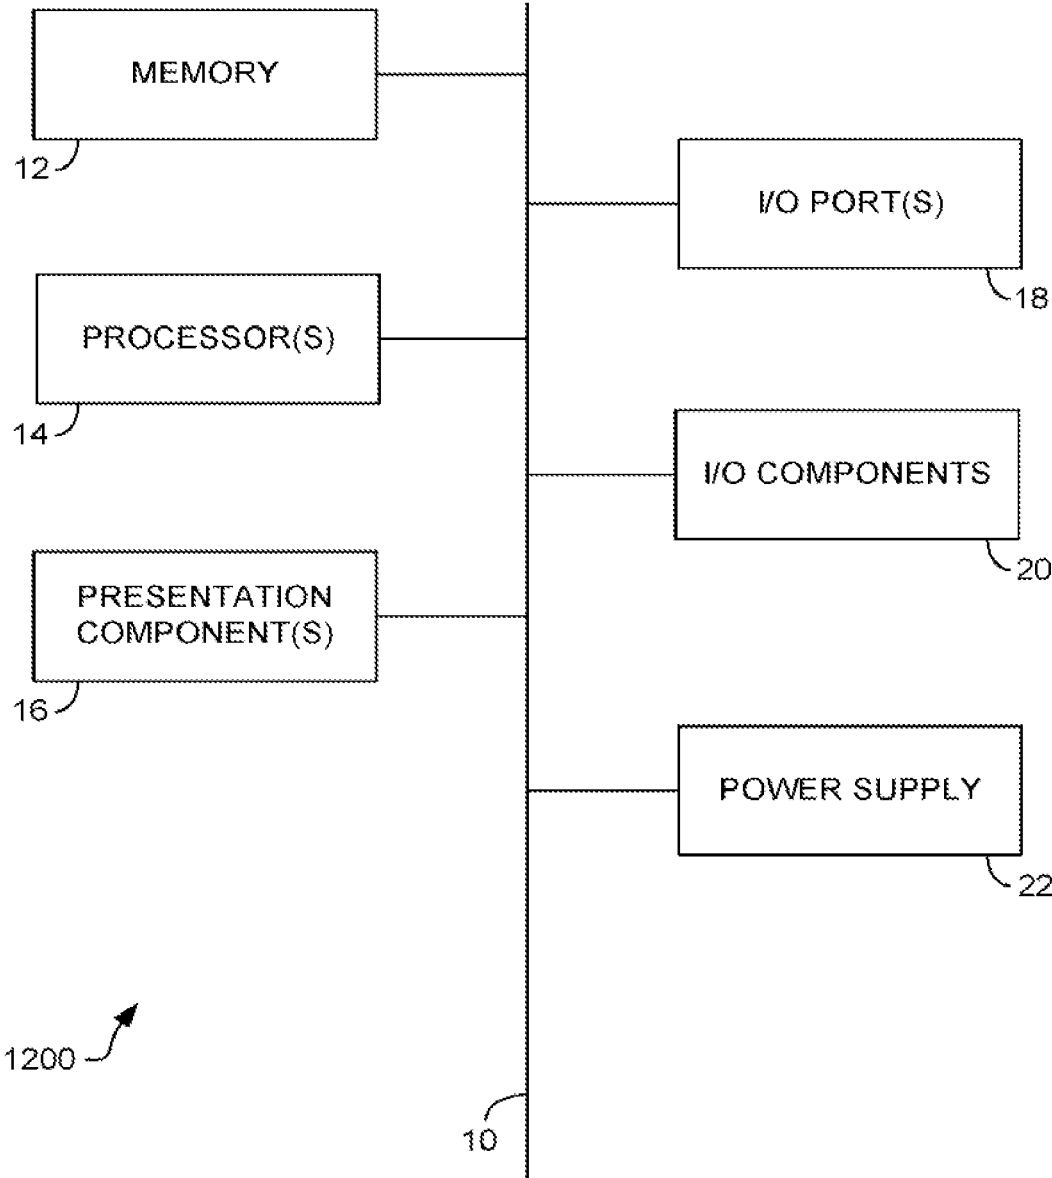 MEMORY
12
I/O PORT(S)
18
PROCESSOR(S)
14
I/O COMPONENTS
20
PRESENTATION
COMPONENT(S)
16
POWER SUPPLY
22
1200
10